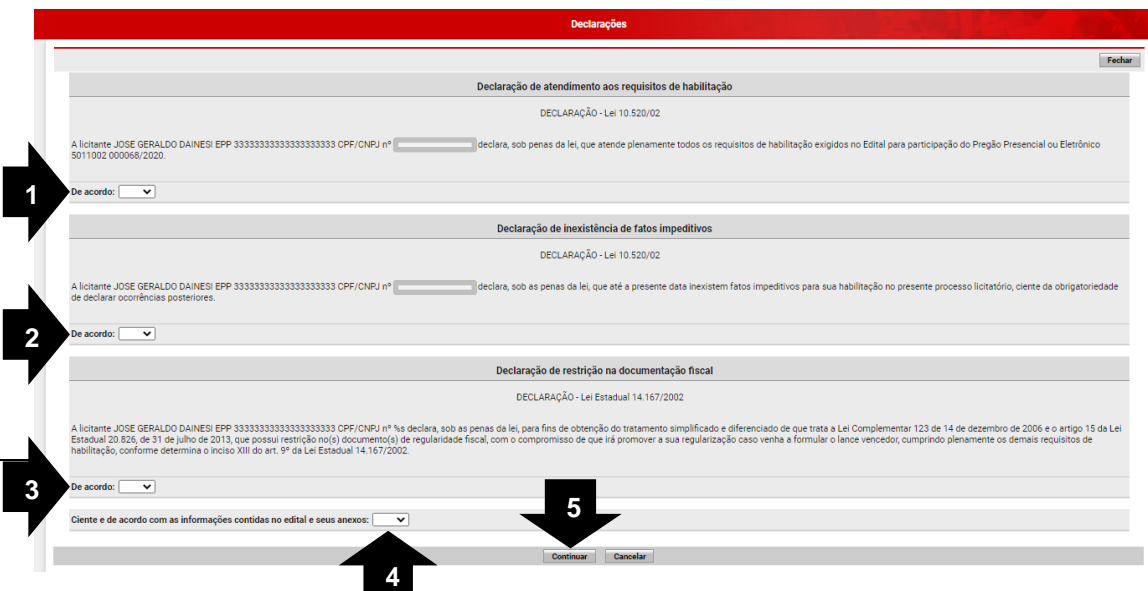 Declarações
Fechar
Declaração de atendimento aos requisitos de habilitação
DECLARAÇÃO - Lei 10.520/02
A licitante JOSE GERALDO DAINESI EPP 33333333333333333333 CPF/CNPJ nº declara, sob penas da lei, que atende plenamente todos os requisitos de habilitação exigidos no Edital para participação do Pregão Presencial ou Eletrônico
5011002 000068/2020.
1
De acordo:
Declaração de inexistência de fatos impeditivos
DECLARAÇÃO - Lei 10.520/02
A licitante JOSE GERALDO DAINESI EPP 33333333333333333333 CPF/CNPJ nº declara, sob as penas da lei, que até a presente data inexistem fatos impeditivos para sua habilitação no presente processo licitatório, ciente da obrigatoriedade
de declarar ocorrências posteriores.
2
De acordo:
Declaração de restrição na documentação fiscal
DECLARAÇÃO - Lei Estadual 14.167/2002
A licitante JOSE GERALDO DAINESI EPP 33333333333333333333 CPF/CNPJ nº %s declara, sob as penas da lei, para fins de obtenção do tratamento simplificado e diferenciado de que trata a Lei Complementar 123 de 14 de dezembro de 2006 e o artigo 15 da Lei
Estadual 20.826, de 31 de julho de 2013, que possui restrição no(s) documento(s) de regularidade fiscal, com o compromisso de que irá promover a sua regularização caso venha a formular o lance vencedor, cumprindo plenamente os demais requisitos de
habilitação, conforme determina o inciso XIII do art. 9º da Lei Estadual 14.167/2002.
3
De acordo:
5
Ciente e de acordo com as informações contidas no edital e seus anexos:
Continuar Cancelar
4